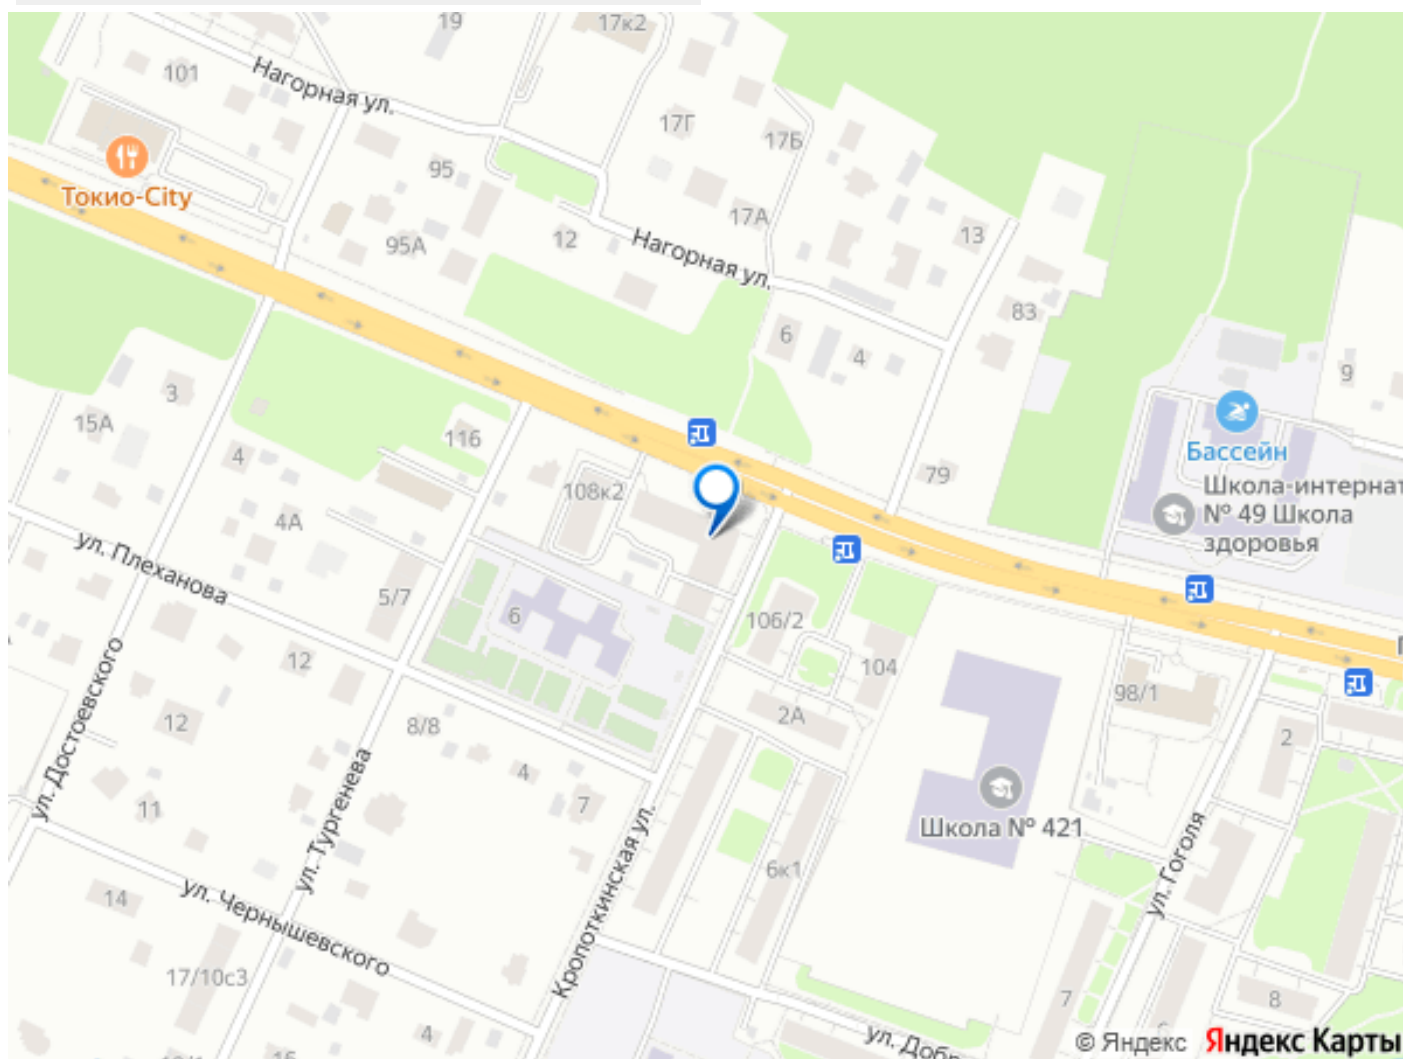 19
17к2
101
Нагорная ул.
17Г
17Б
95
Токио-City
17А
95А
12
Нагорная ул.
13
83
6
4
9
3
15А
116
4
Бассейн
79
108к2
Школа-интернат
№ 49 Школа
здоровья
4А
ул. Плеханова
5/7
6
106/2
104
12
98/1
ул. Достоевского
12
8/8
2А
2
4
7
11
ул. Тургенева
Школа № 421
Кропоткинская ул.
6к1
ул. Гоголя
14
ул. Чернышевского
17/10с3
7
8
4
ул. Добр
© Яндекс
Яндекс Карты